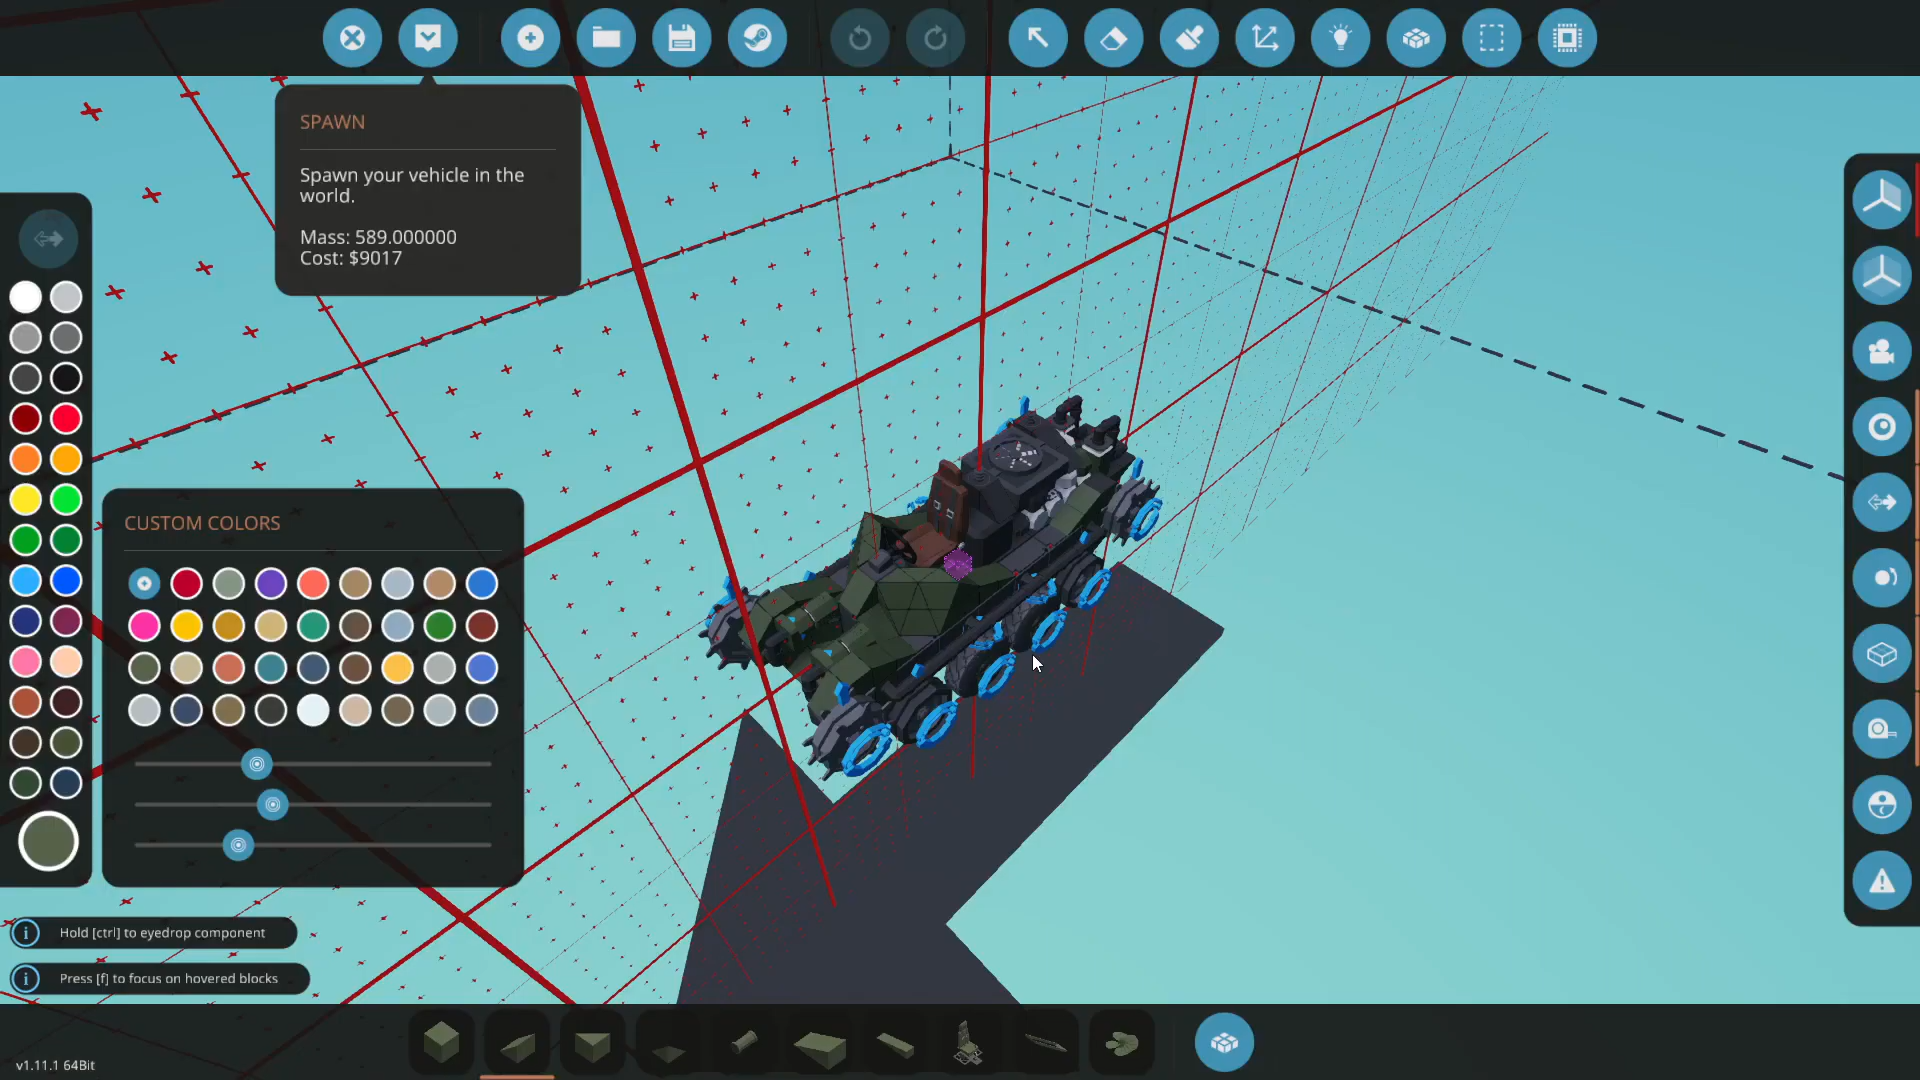 SPAWN
Spawn your vehicle in the
world.
Mass: 589.000000
Cost: $9017
CUSTOM COLORS
Hold [ctrl] to eyedrop component
Press [f] to focus on hovered blocks
v1.11.1 64Bit